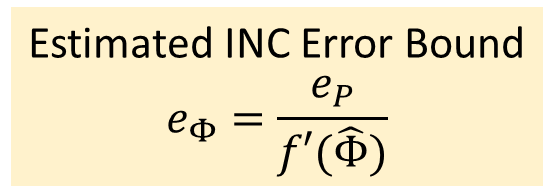 Estimated INC Error Bound
e_Φ = e_P / f′(Φ̂)